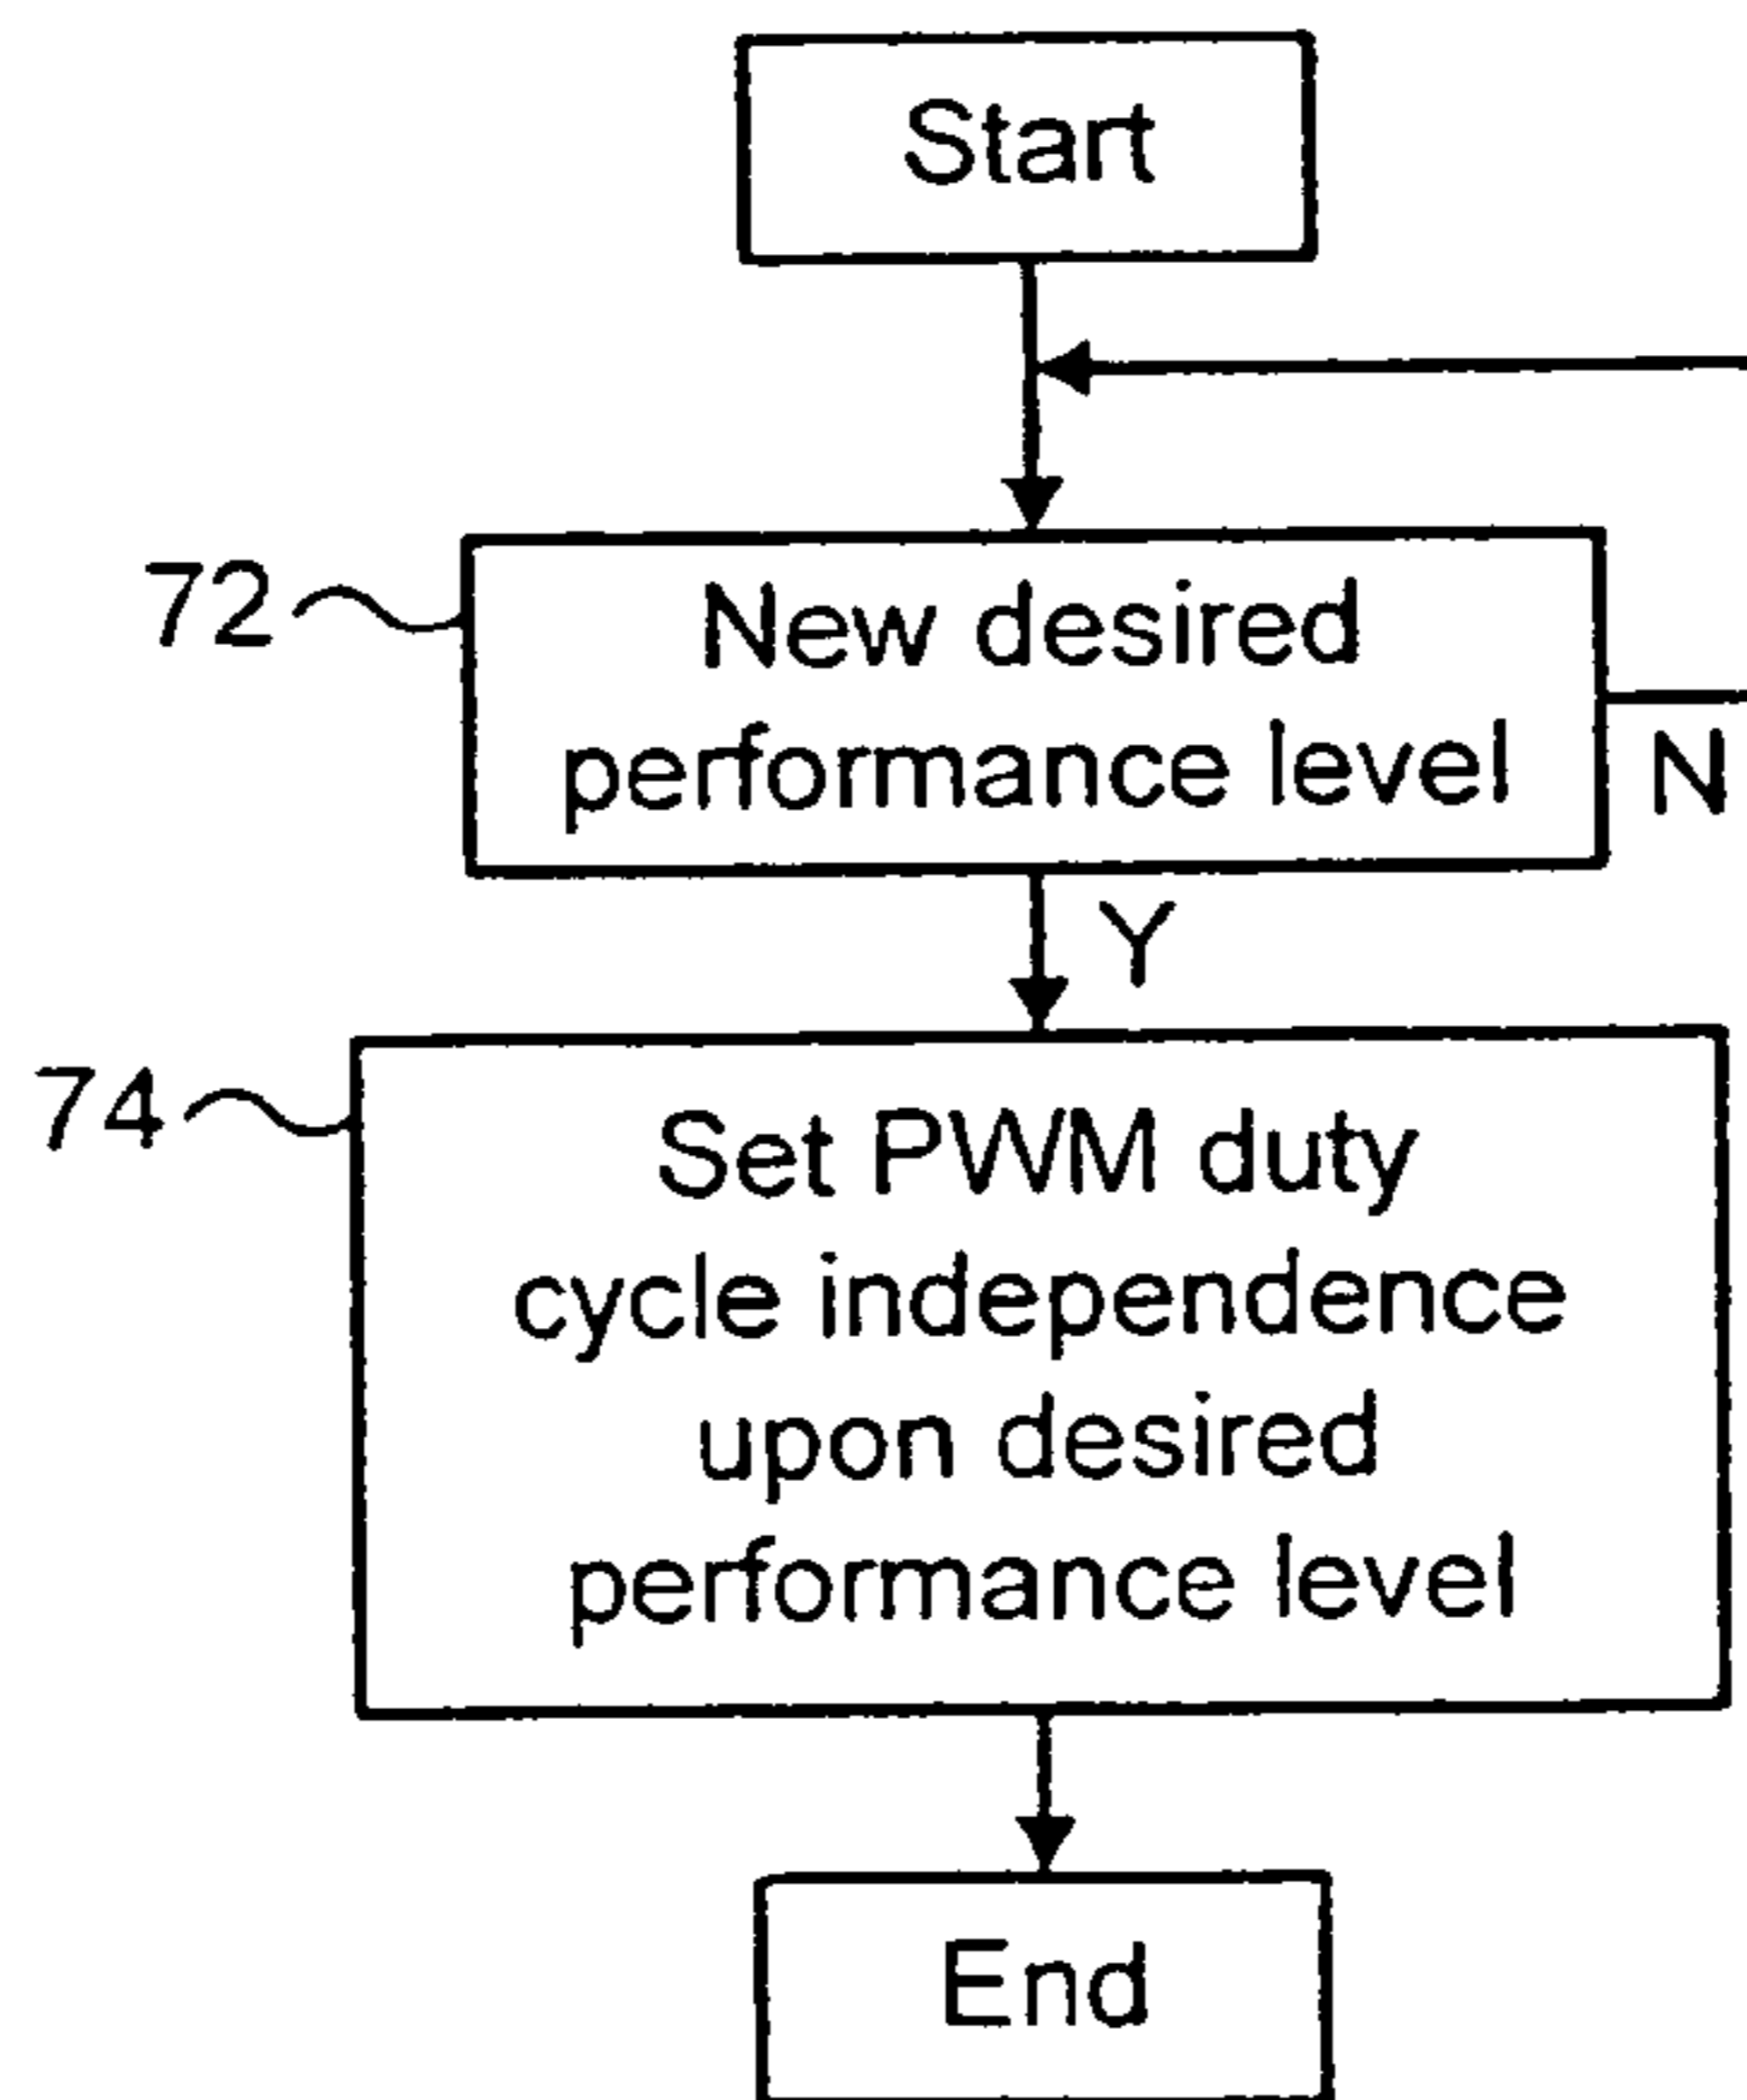 Start
72
New desired
performance level
N
Y
74
Set PWM duty
cycle independence
upon desired
performance level
End